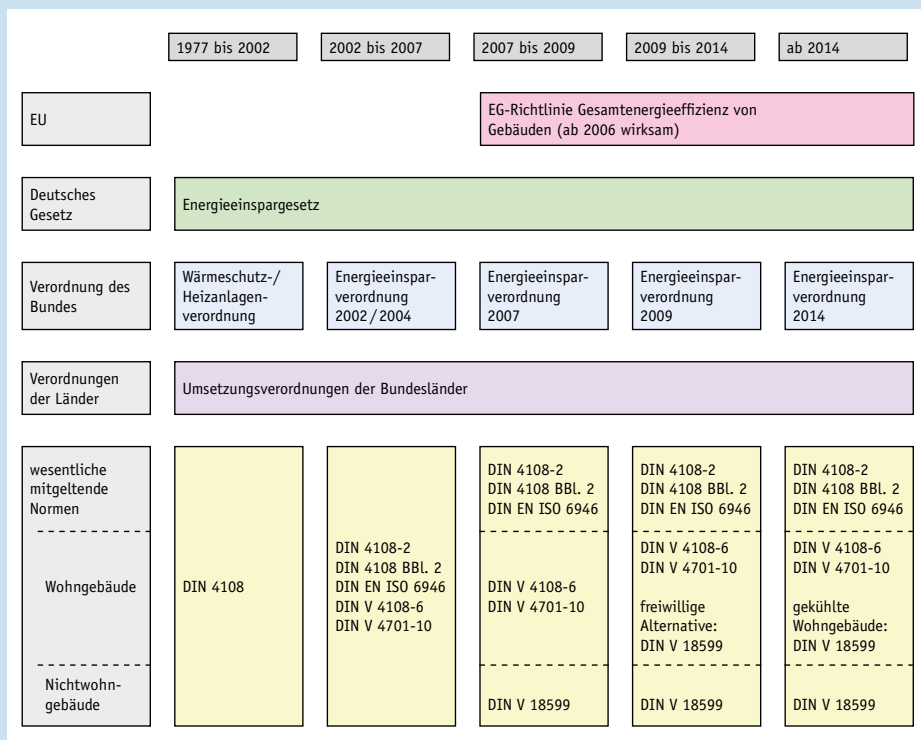 1977 bis 2002
2002 bis 2007
2007 bis 2009
2009 bis 2014
ab 2014
EU
EG-Richtlinie Gesamtenergieeffizienz von
Gebäuden (ab 2006 wirksam)
Deutsches
Gesetz
Energieeinspargesetz
Verordnung des
Bundes
Wärmeschutz-/
Heizanlagen-
verordnung
Energieeinspar-
verordnung
2002/2004
Energieeinspar-
verordnung
2007
Energieeinspar-
verordnung
2009
Energieeinspar-
verordnung
2014
Verordnungen
der Länder
Umsetzungsverordnungen der Bundesländer
wesentliche
mitgeltende
Normen
Wohngebäude
Nichtwohn-
gebäude
DIN 4108
DIN 4108-2
DIN 4108 BBl. 2
DIN EN ISO 6946
DIN V 4108-6
DIN V 4701-10
DIN 4108-2
DIN 4108 BBl. 2
DIN EN ISO 6946
DIN V 4108-6
DIN V 4701-10
DIN V 18599
DIN 4108-2
DIN 4108 BBl. 2
DIN EN ISO 6946
DIN V 4108-6
DIN V 4701-10
freiwillige
Alternative:
DIN V 18599
DIN V 18599
DIN 4108-2
DIN 4108 BBl. 2
DIN EN ISO 6946
DIN V 4108-6
DIN V 4701-10
gekühlte
Wohngebäude:
DIN V 18599
DIN V 18599